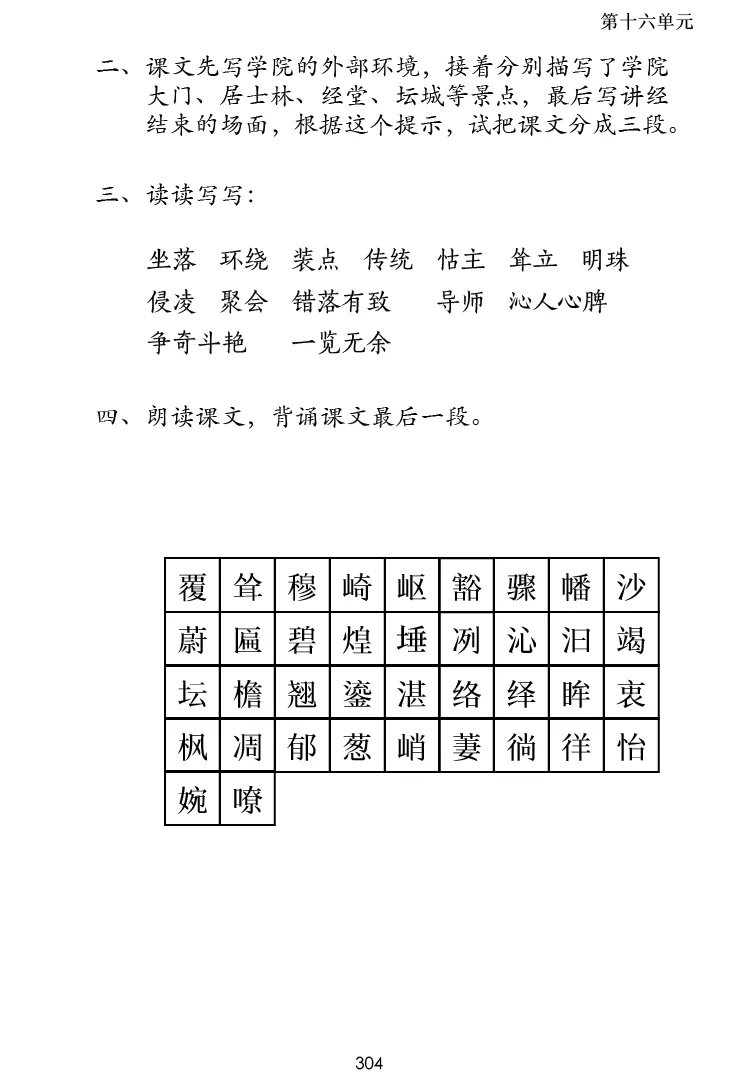 第十六单元
二、课文先写学院的外部环境，接着分别描写了学院
大门、居士林、经堂、坛城等景点，最后写讲经
结束的场面，根据这个提示，试把课文分成三段。
三、读读写写：
坐落 环绕 装点 传统 怙主 耸立 明珠
侵凌 聚会 错落有致 导师 沁人心脾
争奇斗艳 一览无余
四、朗读课文，背诵课文最后一段。
覆 耸 穆 崎 岖 豁 骤 幡 沙
蔚 匾 碧 煌 埵 冽 沁 汩 竭
坛 檐 翘 鎏 湛 络 绎 眸 衷
枫 凋 郁 葱 峭 萋 徜 徉 怡
婉 嘹
304